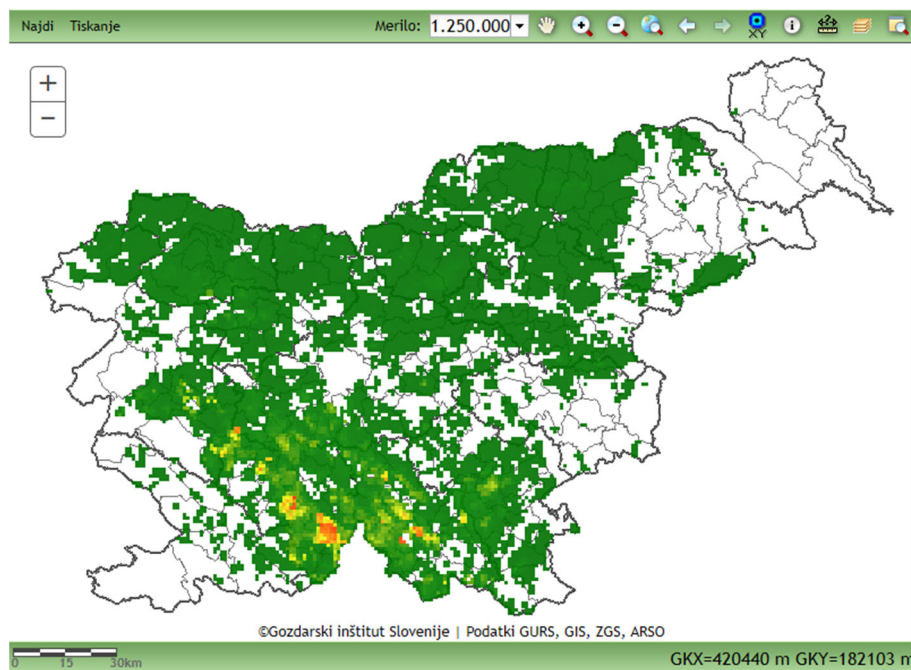 Najdi Tiskanje Merilo: 1.250.000
XY
+
−
©Gozdarski inštitut Slovenije | Podatki GURS, GIS, ZGS, ARSO
0 15 30km
GKX=420440 m GKY=182103 m